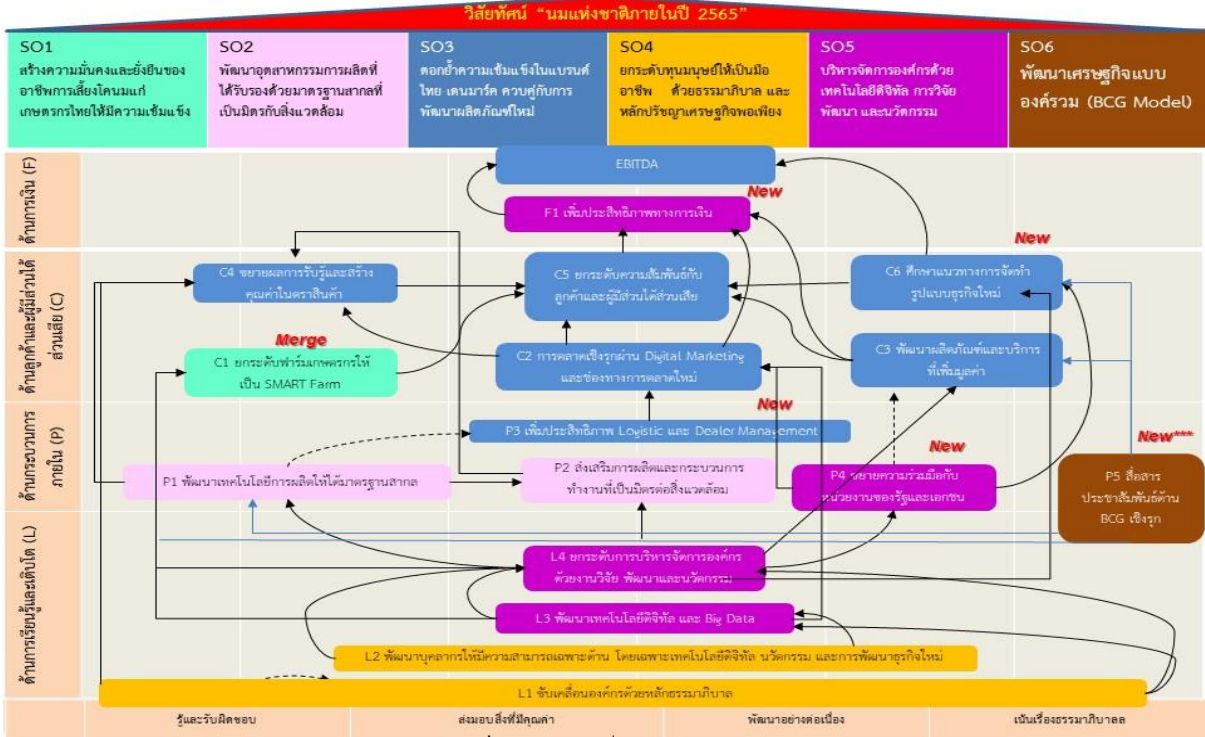 วิสัยทัศน์ “นมแห่งชาติภายในปี 2565”
SO1
สร้างความมั่นคงและยั่งยืนของ
อาชีพการเลี้ยงโคนมแก่
เกษตรกรไทยให้มีความเข้มแข็ง
SO2
พัฒนาอุตสาหกรรมการผลิตที่
ได้รับรองด้วยมาตรฐานสากลที่
เป็นมิตรกับสิ่งแวดล้อม
SO3
ตอกย้ำความเข้มแข็งในแบรนด์
ไทย เดนมาร์ค ควบคู่กับการ
พัฒนาผลิตภัณฑ์ใหม่
SO4
ยกระดับทุนมนุษย์ให้เป็นมือ
อาชีพ ด้วยธรรมาภิบาล และ
หลักปรัชญาเศรษฐกิจพอเพียง
SO5
บริหารจัดการองค์กรด้วย
เทคโนโลยีดิจิทัล การวิจัย
พัฒนา และนวัตกรรม
SO6
พัฒนาเศรษฐกิจแบบ
องค์รวม (BCG Model)
ด้านการเงิน (F)
EBITDA
New
F1 เพิ่มประสิทธิภาพทางการเงิน
New
ด้านลูกค้าและผู้มีส่วนได้
ส่วนเสีย (C)
C4 ขยายผลการรับรู้และสร้าง
คุณค่าในตราสินค้า
C5 ยกระดับความสัมพันธ์กับ
ลูกค้าและผู้มีส่วนได้ส่วนเสีย
C6 ศึกษาแนวทางการจัดทำ
รูปแบบธุรกิจใหม่
Merge
C1 ยกระดับฟาร์มเกษตรกรให้
เป็น SMART Farm
C2 การตลาดเชิงรุกผ่าน Digital Marketing
และช่องทางการตลาดใหม่
C3 พัฒนาผลิตภัณฑ์และบริการ
ที่เพิ่มมูลค่า
ด้านกระบวนการ
ภายใน (P)
New
P3 เพิ่มประสิทธิภาพ Logistic และ Dealer Management
New
New***
P1 พัฒนาเทคโนโลยีการผลิตให้ได้มาตรฐานสากล
P2 ส่งเสริมการผลิตและกระบวนการ
ทำงานที่เป็นมิตรต่อสิ่งแวดล้อม
P4 ขยายความร่วมมือกับ
หน่วยงานของรัฐและเอกชน
P5 สื่อสาร
ประชาสัมพันธ์ด้าน
BCG เชิงรุก
ด้านการเรียนรู้และเติบโต (L)
L4 ยกระดับการบริหารจัดการองค์กร
ด้วยงานวิจัย พัฒนาและนวัตกรรม
L3 พัฒนาเทคโนโลยีดิจิทัล และ Big Data
L2 พัฒนาบุคลากรให้มีความสามารถเฉพาะด้าน โดยเฉพาะเทคโนโลยีดิจิทัล นวัตกรรม และการพัฒนาธุรกิจใหม่
L1 ขับเคลื่อนองค์กรด้วยหลักธรรมาภิบาล
รู้และรับผิดชอบ
ส่งมอบสิ่งที่มีคุณค่า
พัฒนาอย่างต่อเนื่อง
เน้นเรื่องธรรมาภิบาลล